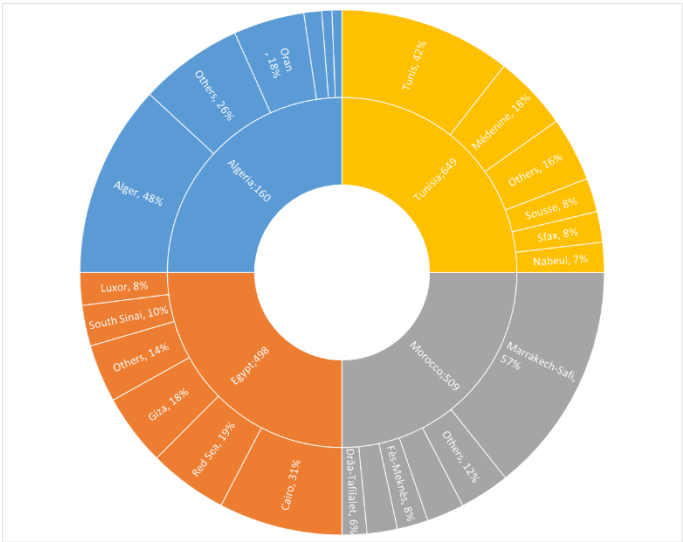 Tunis, 42%
Médenine, 18%
Others, 16%
Sousse, 8%
Sfax, 8%
Nabeul, 7%
Tunisia;649
Marrakech-Safi,
57%
Others, 12%
Fès-Meknès, 8%
Drâa-Tafilalet, 6%
Morocco;509
Cairo, 31%
Red Sea, 19%
Giza, 18%
Others, 14%
South Sinai, 10%
Luxor, 8%
Egypt;498
Alger, 48%
Others, 26%
Oran
, 18%
Algeria;160